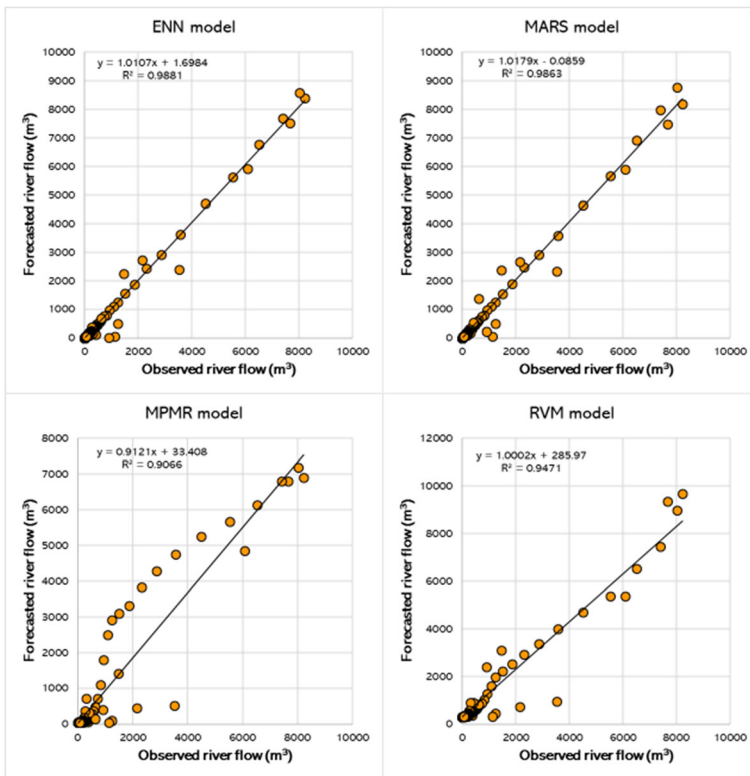 ENN model
10000
9000
8000
7000
6000
5000
4000
3000
2000
1000
0
y = 1.0107x + 1.6984
R² = 0.9881
Forecasted river flow (m³)
0 2000 4000 6000 8000 10000
Observed river flow (m³)
MARS model
10000
9000
8000
7000
6000
5000
4000
3000
2000
1000
0
y = 1.0179x - 0.0859
R² = 0.9863
Forecasted river flow (m³)
0 2000 4000 6000 8000 10000
Observed river flow (m³)
MPMR model
8000
7000
6000
5000
4000
3000
2000
1000
0
y = 0.9121x + 33.408
R² = 0.9066
Forecasted river flow (m³)
0 2000 4000 6000 8000 10000
Observed river flow (m³)
RVM model
12000
10000
8000
6000
4000
2000
0
y = 1.0002x + 285.97
R² = 0.9471
Forecasted river flow (m³)
0 2000 4000 6000 8000 10000
Observed river flow (m³)